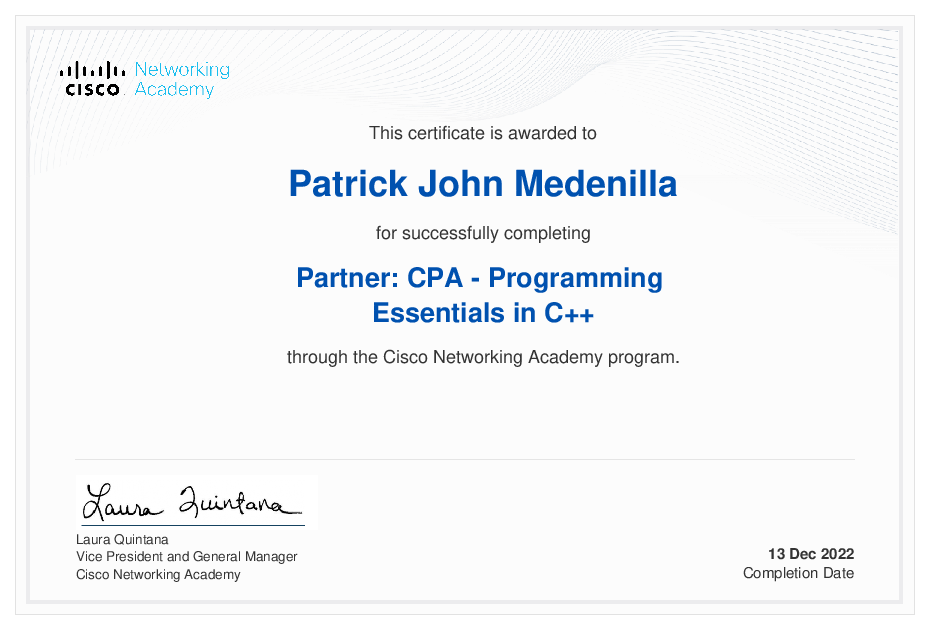 CISCO
Networking
Academy
This certificate is awarded to
Patrick John Medenilla
for successfully completing
Partner: CPA - Programming
Essentials in C++
through the Cisco Networking Academy program.
Laura Quintana
Laura Quintana
Vice President and General Manager
Cisco Networking Academy
13 Dec 2022
Completion Date